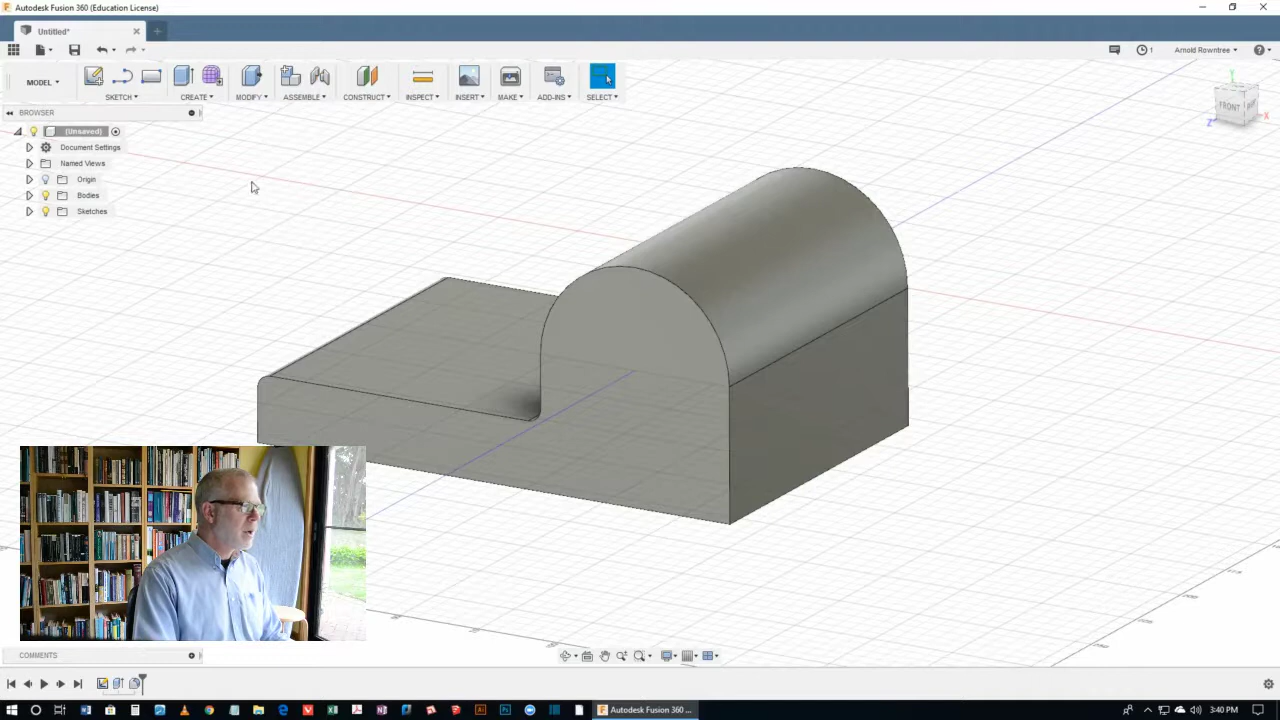 Autodesk Fusion 360 (Education License)
Untitled*
Arnold Rowntree
1
MODEL
SKETCH
CREATE
MODIFY
ASSEMBLE
CONSTRUCT
INSPECT
INSERT
MAKE
ADD-INS
SELECT
BROWSER
(Unsaved)
Document Settings
Named Views
Origin
Bodies
Sketches
FRONT
X
Y
Z
COMMENTS
Autodesk Fusion 360 ...
3:40 PM